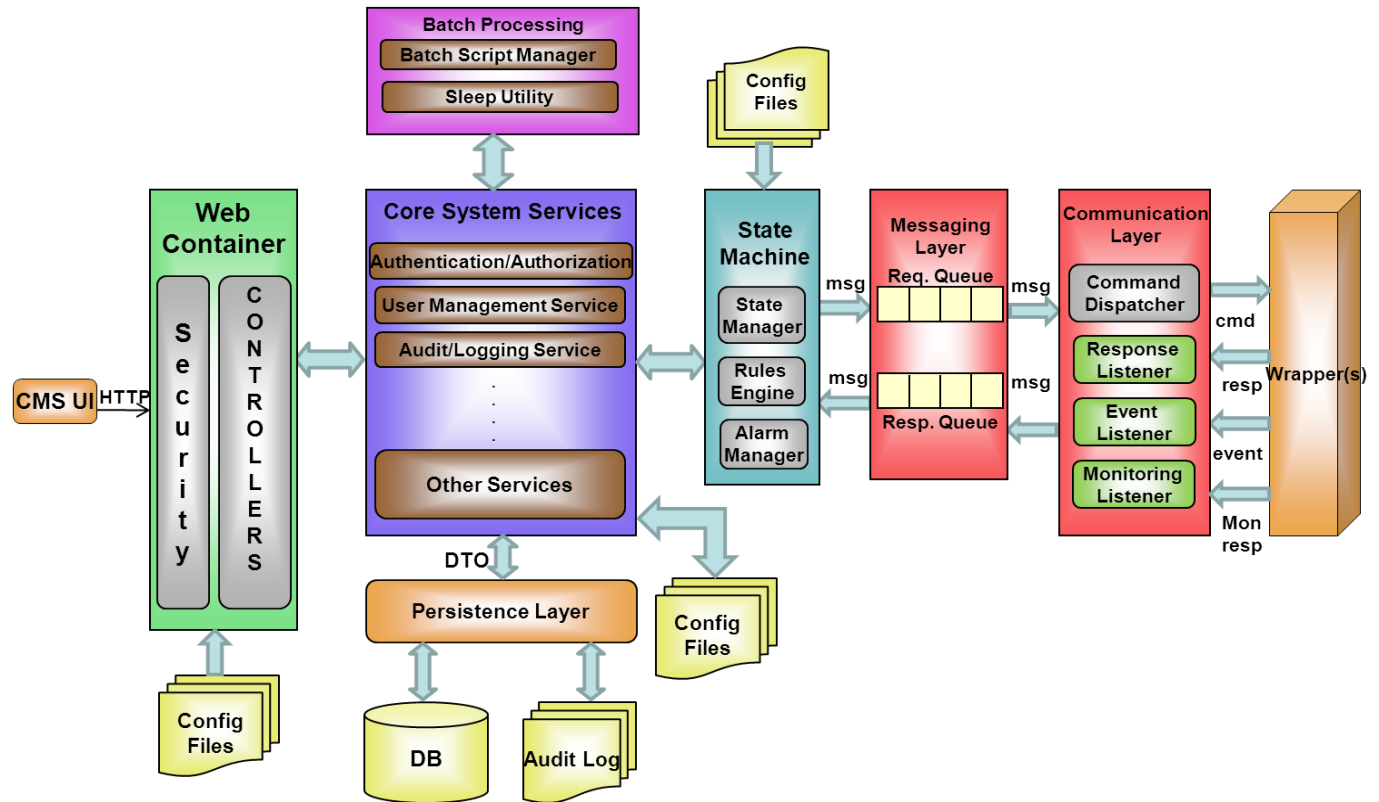 Batch Processing
Batch Script Manager
Sleep Utility
Config
Files
Web
Container
Security
CONTROLLERS
CMS UI
HTTP
Core System Services
Authentication/Authorization
User Management Service
Audit/Logging Service
.
.
.
.
Other Services
State
Machine
State
Manager
Rules
Engine
Alarm
Manager
msg
msg
Messaging
Layer
Req. Queue
Resp. Queue
msg
msg
Communication
Layer
Command
Dispatcher
Response
Listener
Event
Listener
Monitoring
Listener
cmd
resp
event
Mon
resp
Wrapper(s)
DTO
Persistence Layer
Config
Files
Config
Files
DB
Audit Log